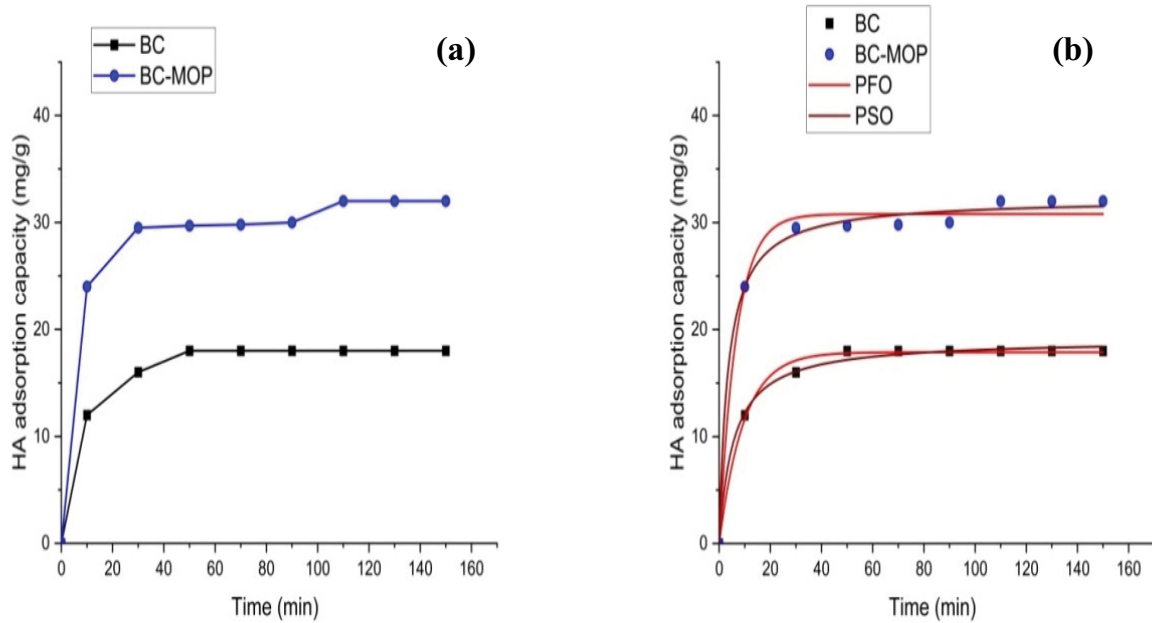 (a)
BC
BC-MOP
HA adsorption capacity (mg/g)
40
30
20
10
0
0 20 40 60 80 100 120 140 160
Time (min)
(b)
BC
BC-MOP
PFO
PSO
HA adsorption capacity (mg/g)
40
30
20
10
0
0 20 40 60 80 100 120 140 160
Time (min)